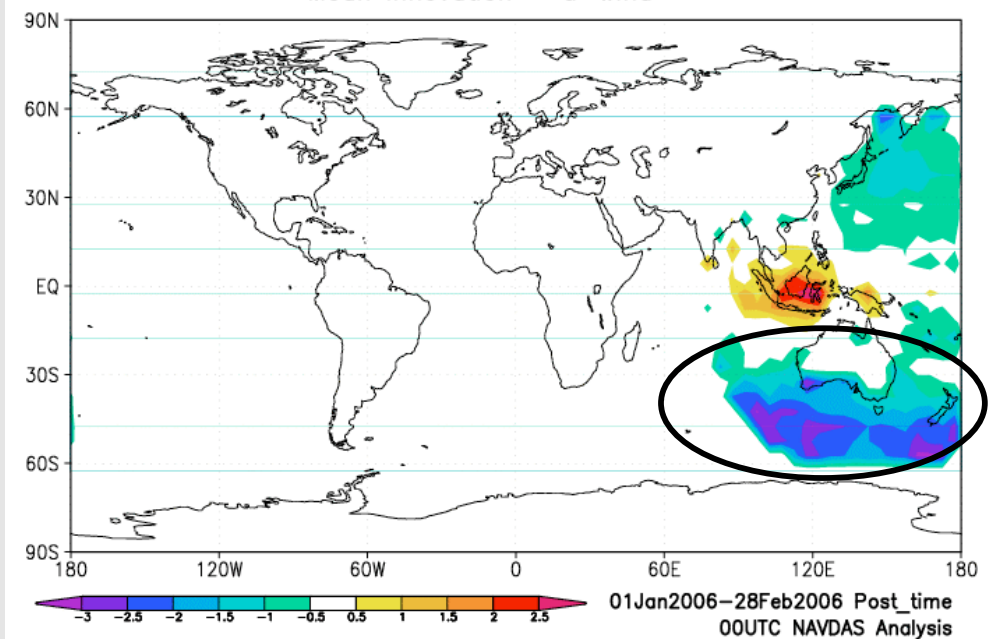 90N
60N
30N
EQ
30S
60S
90S
180 120W 60W 0 60E 120E 180
-3 -2.5 -2 -1.5 -1 -0.5 0.5 1 1.5 2 2.5
01Jan2006-28Feb2006 Post_time
00UTC NAVDAS Analysis